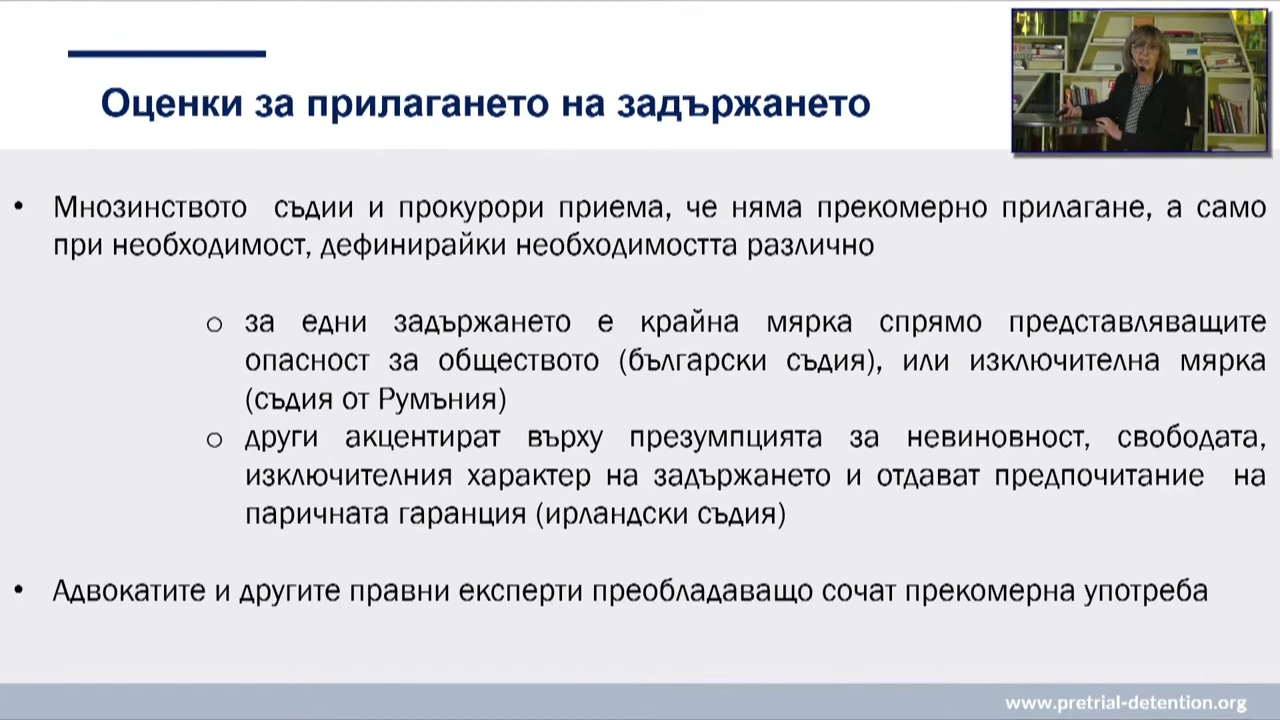 Оценки за прилагането на задържането
• Мнозинството съдии и прокурори приема, че няма прекомерно прилагане, а само
при необходимост, дефинирайки необходимостта различно
o за едни задържането е крайна мярка спрямо представляващите
опасност за обществото (български съдия), или изключителна мярка
(съдия от Румъния)
o други акцентират върху презумпцията за невиновност, свободата,
изключителния характер на задържането и отдават предпочитание на
паричната гаранция (ирландски съдия)
• Адвокатите и другите правни експерти преобладаващо сочат прекомерна употреба
www.pretrial-detention.org